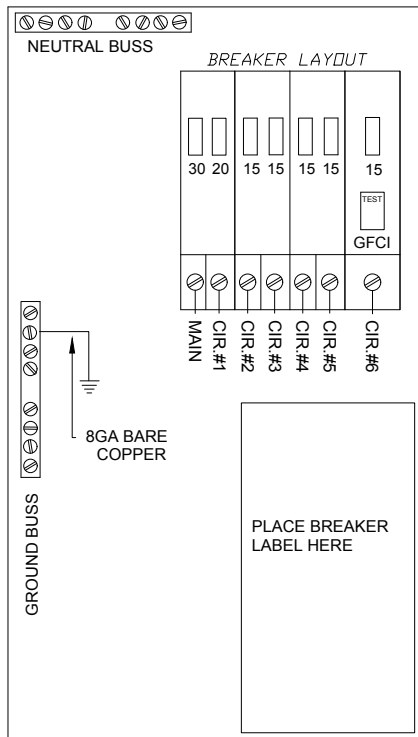 NEUTRAL BUSS
BREAKER LAYOUT
30 20 15 15 15 15 15
TEST
GFCI
MAIN
CIR.#1
CIR.#2
CIR.#3
CIR.#4
CIR.#5
CIR.#6
8GA BARE
COPPER
GROUND BUSS
PLACE BREAKER
LABEL HERE